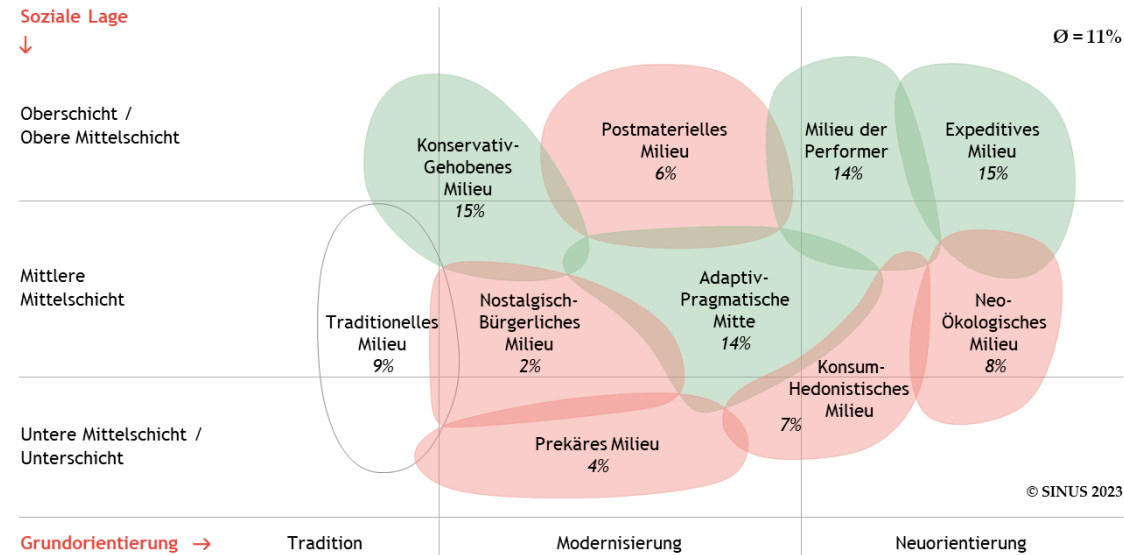 Soziale Lage
↓
Ø = 11%
Oberschicht /
Obere Mittelschicht
Konservativ-
Gehobenes
Milieu
15%
Postmaterielles
Milieu
6%
Milieu der
Performer
14%
Expeditives
Milieu
15%
Mittlere
Mittelschicht
Traditionelles
Milieu
9%
Nostalgisch-
Bürgerliches
Milieu
2%
Adaptiv-
Pragmatische
Mitte
14%
Neo-
Ökologisches
Milieu
8%
Konsum-
Hedonistisches
Milieu
7%
Untere Mittelschicht /
Unterschicht
Prekäres Milieu
4%
© SINUS 2023
Grundorientierung →
Tradition
Modernisierung
Neuorientierung